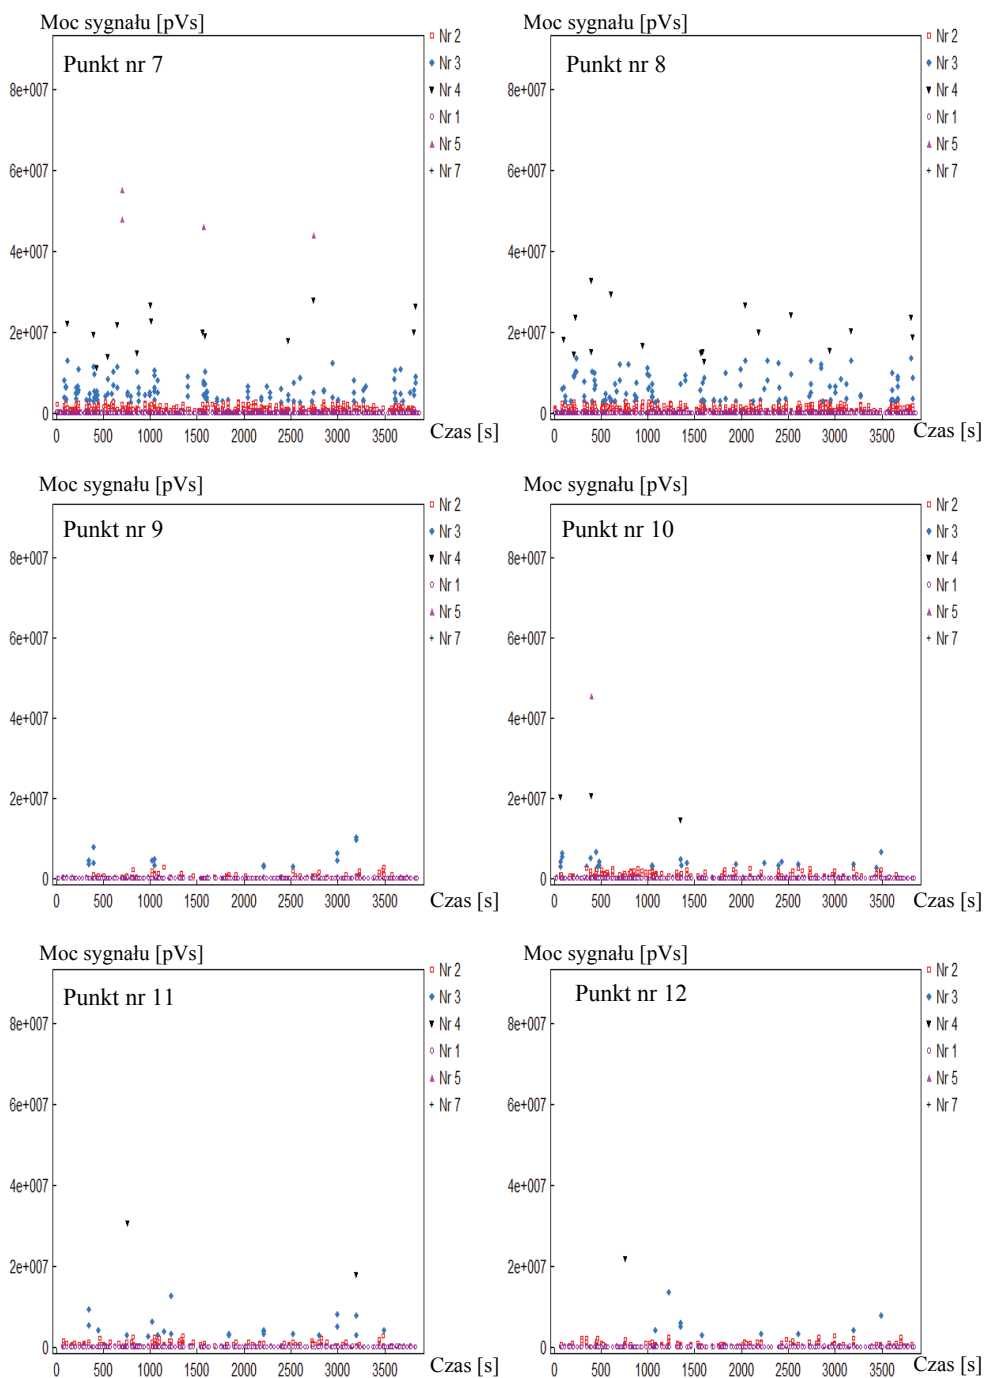 Moc sygnału [pVs]
Punkt nr 7
Nr 2
Nr 3
Nr 4
Nr 1
Nr 5
Nr 7
8e+007
6e+007
4e+007
2e+007
0
0 500 1000 1500 2000 2500 3000 3500
Czas [s]
Moc sygnału [pVs]
Punkt nr 8
Nr 2
Nr 3
Nr 4
Nr 1
Nr 5
Nr 7
8e+007
6e+007
4e+007
2e+007
0
0 500 1000 1500 2000 2500 3000 3500
Czas [s]
Moc sygnału [pVs]
Punkt nr 9
Nr 2
Nr 3
Nr 4
Nr 1
Nr 5
Nr 7
8e+007
6e+007
4e+007
2e+007
0
0 500 1000 1500 2000 2500 3000 3500
Czas [s]
Moc sygnału [pVs]
Punkt nr 10
Nr 2
Nr 3
Nr 4
Nr 1
Nr 5
Nr 7
8e+007
6e+007
4e+007
2e+007
0
0 500 1000 1500 2000 2500 3000 3500
Czas [s]
Moc sygnału [pVs]
Punkt nr 11
Nr 2
Nr 3
Nr 4
Nr 1
Nr 5
Nr 7
8e+007
6e+007
4e+007
2e+007
0
0 500 1000 1500 2000 2500 3000 3500
Czas [s]
Moc sygnału [pVs]
Punkt nr 12
Nr 2
Nr 3
Nr 4
Nr 1
Nr 5
Nr 7
8e+007
6e+007
4e+007
2e+007
0
0 500 1000 1500 2000 2500 3000 3500
Czas [s]